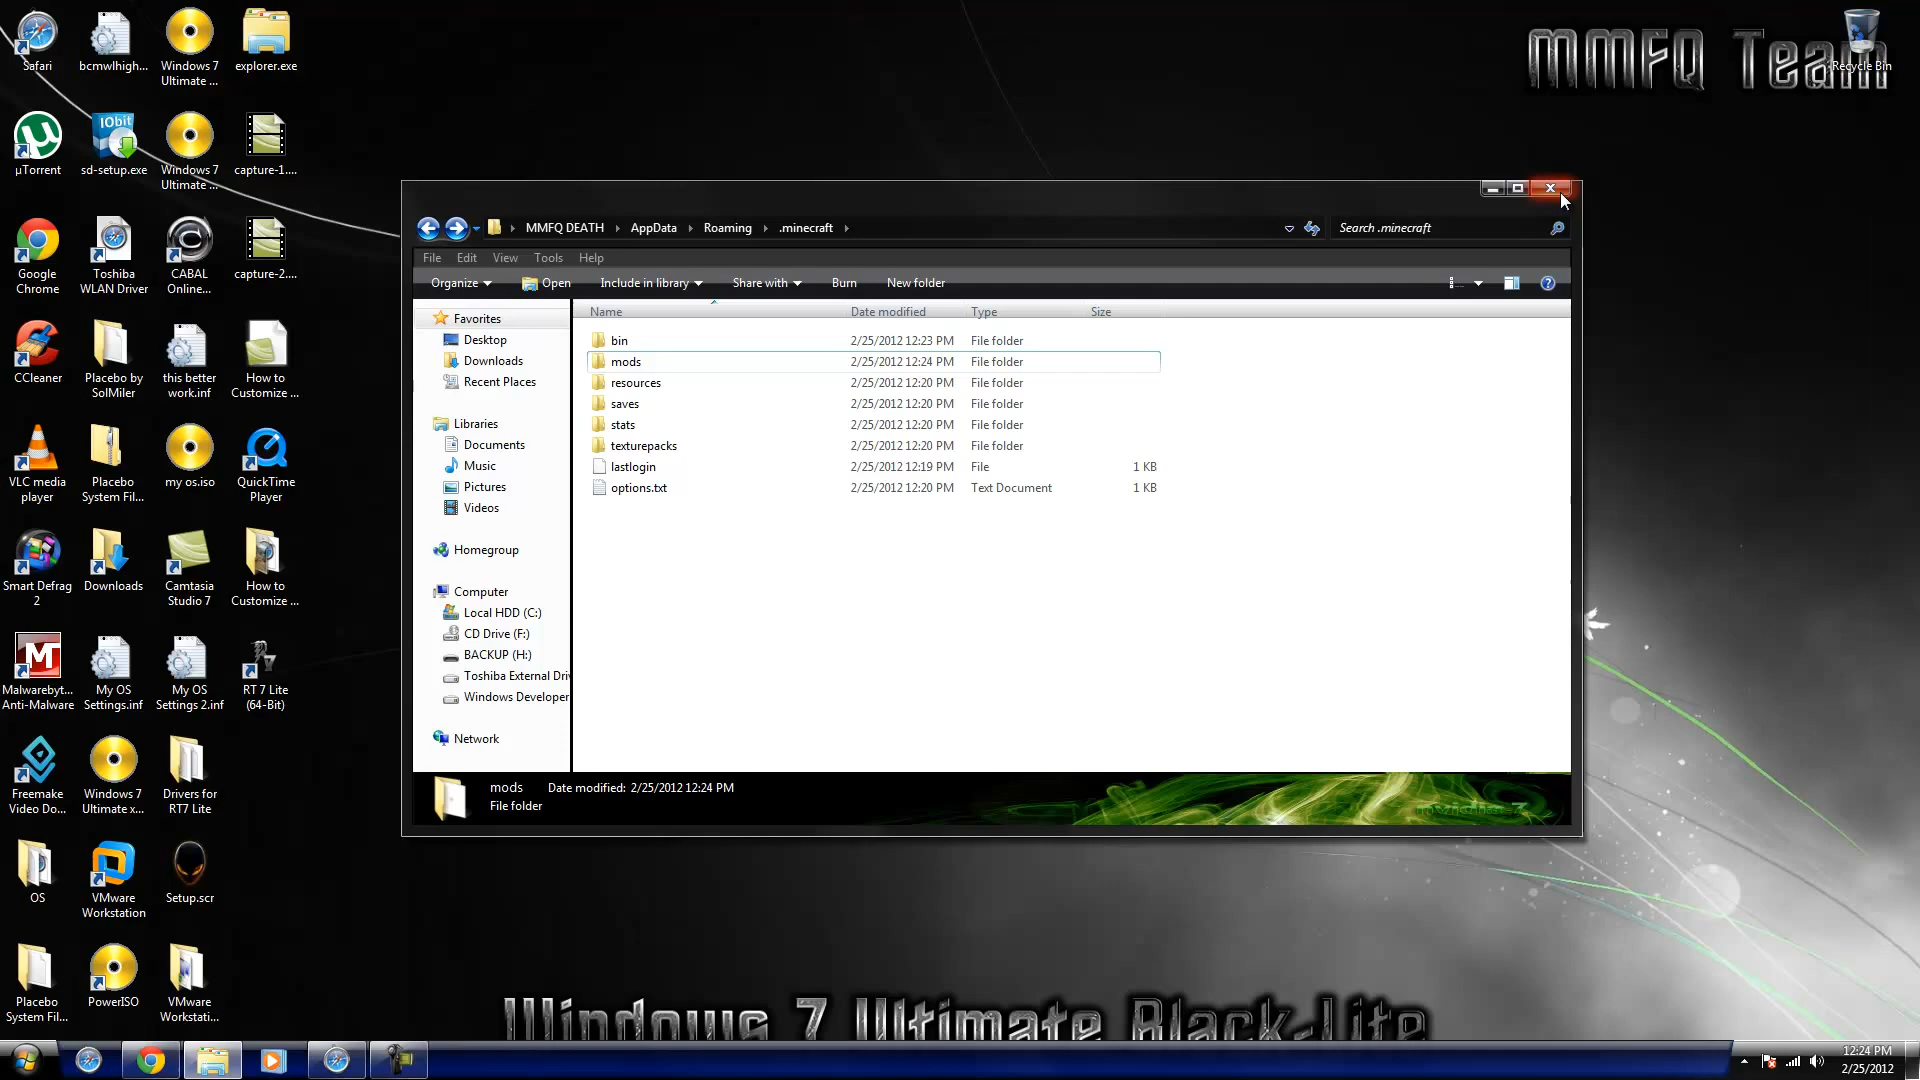 MMFQ Team
Recycle Bin
Safari
bcmwlhigh...
Windows 7
Ultimate ...
explorer.exe
µTorrent
IObit
sd-setup.exe
Windows 7
Ultimate ...
capture-1....
Google
Chrome
Toshiba
WLAN Driver
CABAL
Online...
capture-2....
CCleaner
Placebo by
SolMiler
this better
work.inf
How to
Customize ...
VLC media
player
Placebo
System Fil...
my os.iso
QuickTime
Player
Smart Defrag
2
Downloads
Camtasia
Studio 7
How to
Customize ...
Malwarebyt...
Anti-Malware
My OS
Settings.inf
My OS
Settings 2.inf
RT 7 Lite
(64-Bit)
Freemake
Video Do...
Windows 7
Ultimate x...
Drivers for
RT7 Lite
OS
VMware
Workstation
Setup.scr
Placebo
System Fil...
PowerISO
VMware
Workstati...
MMFQ DEATH
AppData
Roaming
.minecraft
Search .minecraft
File Edit View Tools Help
Organize Open Include in library Share with Burn New folder
Favorites
Desktop
Downloads
Recent Places
Libraries
Documents
Music
Pictures
Videos
Homegroup
Computer
Local HDD (C:)
CD Drive (F:)
BACKUP (H:)
Toshiba External Dri
Windows Developer
Network
Name Date modified Type Size
bin 2/25/2012 12:23 PM File folder
mods 2/25/2012 12:24 PM File folder
resources 2/25/2012 12:20 PM File folder
saves 2/25/2012 12:20 PM File folder
stats 2/25/2012 12:20 PM File folder
texturepacks 2/25/2012 12:20 PM File folder
lastlogin 2/25/2012 12:19 PM File 1 KB
options.txt 2/25/2012 12:20 PM Text Document 1 KB
mods Date modified: 2/25/2012 12:24 PM
File folder
Windows 7 Ultimate Black-Lite
12:24 PM
2/25/2012